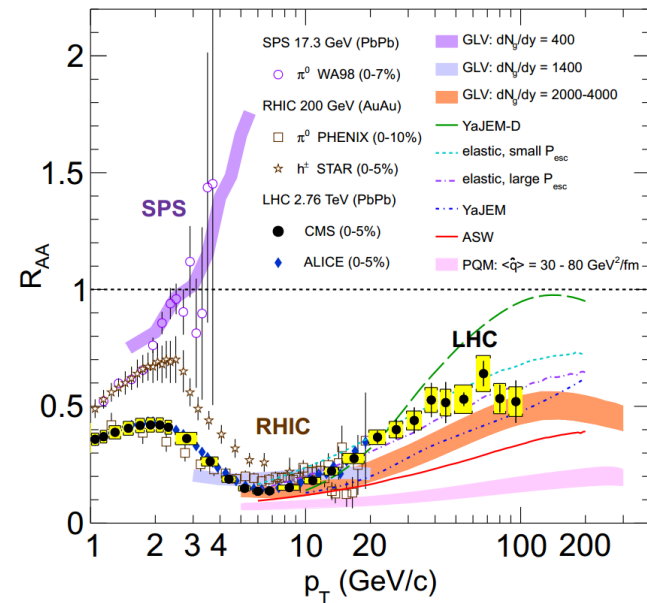 2
1.5
1
0.5
0
R_AA
SPS 17.3 GeV (PbPb)
π⁰ WA98 (0-7%)
RHIC 200 GeV (AuAu)
π⁰ PHENIX (0-10%)
h± STAR (0-5%)
LHC 2.76 TeV (PbPb)
CMS (0-5%)
ALICE (0-5%)
GLV: dN_g/dy = 400
GLV: dN_g/dy = 1400
GLV: dN_g/dy = 2000-4000
YaJEM-D
elastic, small P_esc
elastic, large P_esc
YaJEM
ASW
PQM: <q̂> = 30 - 80 GeV²/fm
SPS
LHC
RHIC
1 2 3 4 10 20 100 200
p_T (GeV/c)